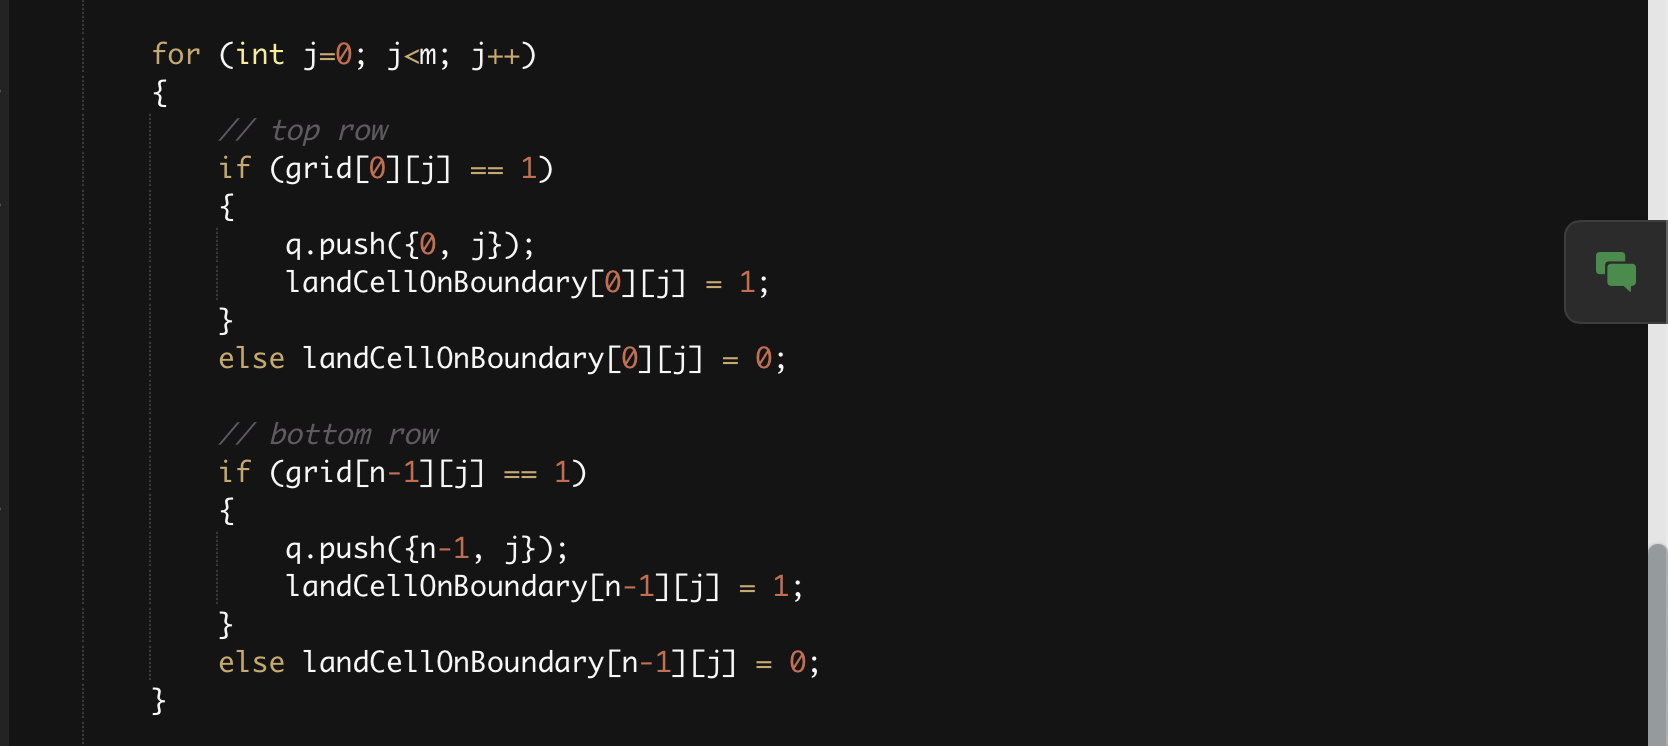 for (int j=0; j<m; j++)
{
// top row
if (grid[0][j] == 1)
{
q.push({0, j});
landCellOnBoundary[0][j] = 1;
}
else landCellOnBoundary[0][j] = 0;
// bottom row
if (grid[n-1][j] == 1)
{
q.push({n-1, j});
landCellOnBoundary[n-1][j] = 1;
}
else landCellOnBoundary[n-1][j] = 0;
}